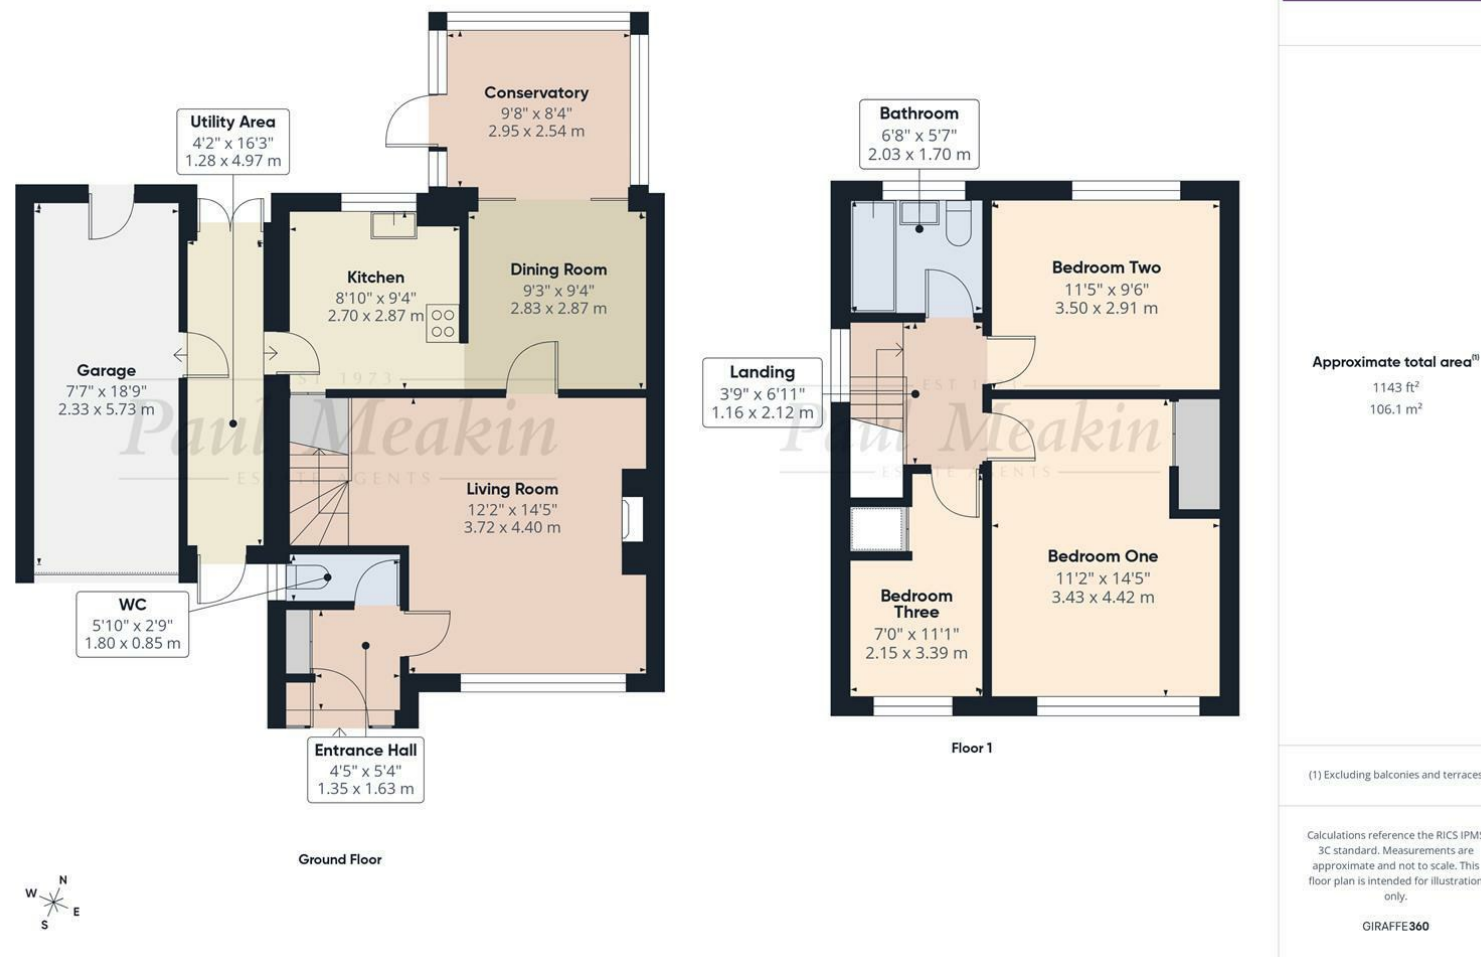 Conservatory
9'8" x 8'4"
2.95 x 2.54 m
Utility Area
4'2" x 16'3"
1.28 x 4.97 m
Kitchen
8'10" x 9'4"
2.70 x 2.87 m
Dining Room
9'3" x 9'4"
2.83 x 2.87 m
Garage
7'7" x 18'9"
2.33 x 5.73 m
EST 1973
Paul Meakin
ESTATE AGENTS
Living Room
12'2" x 14'5"
3.72 x 4.40 m
WC
5'10" x 2'9"
1.80 x 0.85 m
Entrance Hall
4'5" x 5'4"
1.35 x 1.63 m
Ground Floor
N
W
E
S
Bathroom
6'8" x 5'7"
2.03 x 1.70 m
Bedroom Two
11'5" x 9'6"
3.50 x 2.91 m
Landing
3'9" x 6'11"
1.16 x 2.12 m
EST 1973
Paul Meakin
ESTATE AGENTS
Bedroom One
11'2" x 14'5"
3.43 x 4.42 m
Bedroom
Three
7'0" x 11'1"
2.15 x 3.39 m
Floor 1
Approximate total area(1)
1143 ft²
106.1 m²
(1) Excluding balconies and terraces
Calculations reference the RICS IPMS
3C standard. Measurements are
approximate and not to scale. This
floor plan is intended for illustration
only.
GIRAFFE360